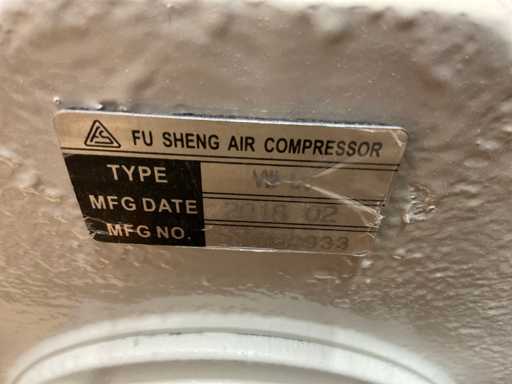 FU SHENG AIR COMPRESSOR
TYPE
MFG DATE 2018 02
MFG NO.